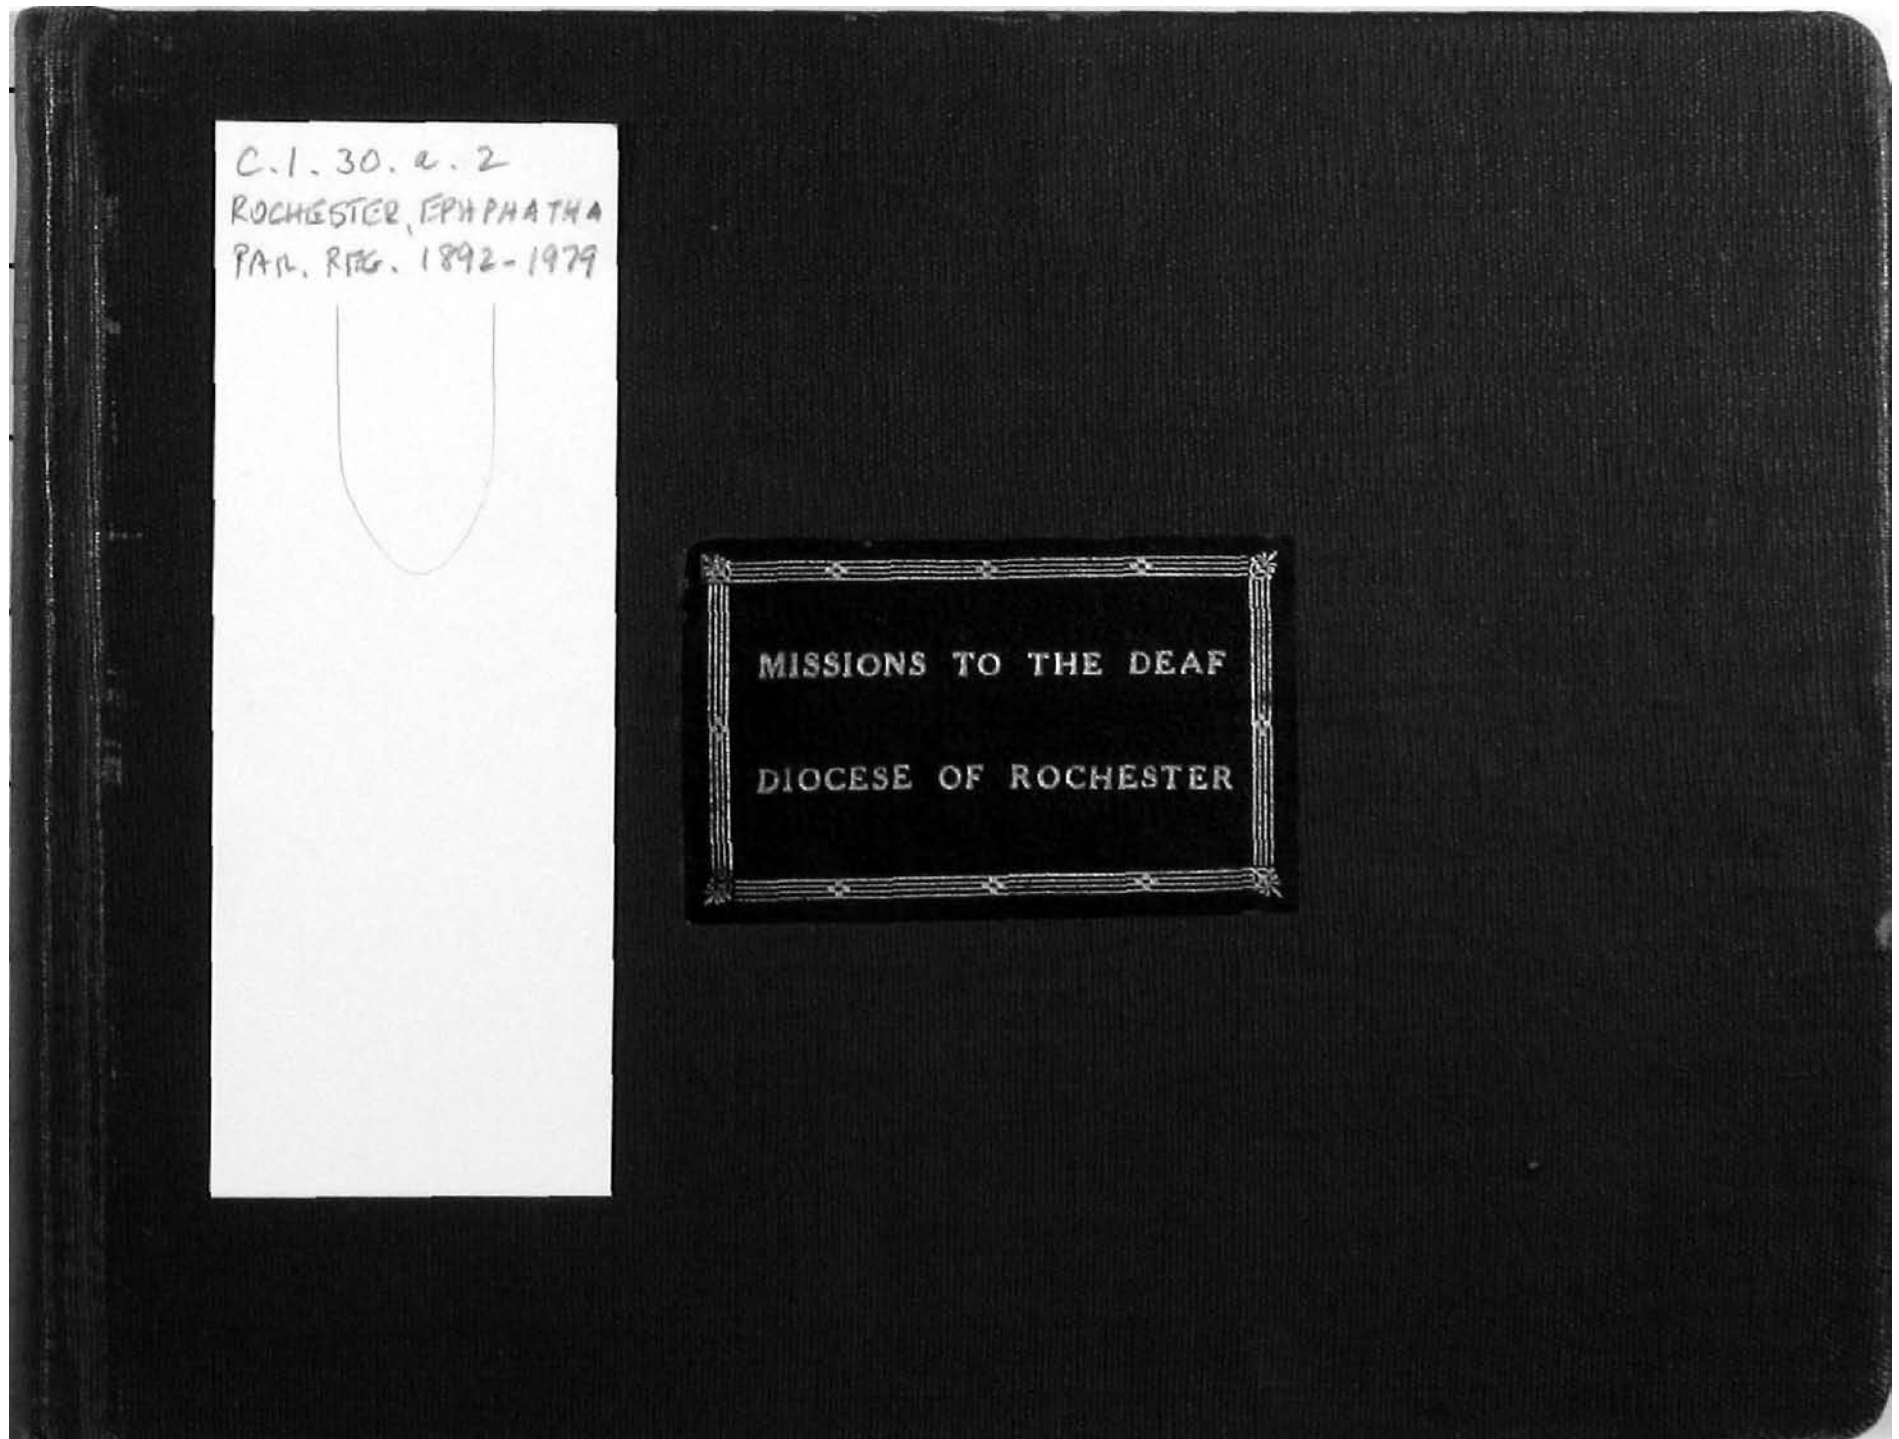 C.1.30.a.2
ROCHESTER, EPHPHATHA
PAR. REG. 1892-1979
MISSIONS TO THE DEAF
DIOCESE OF ROCHESTER